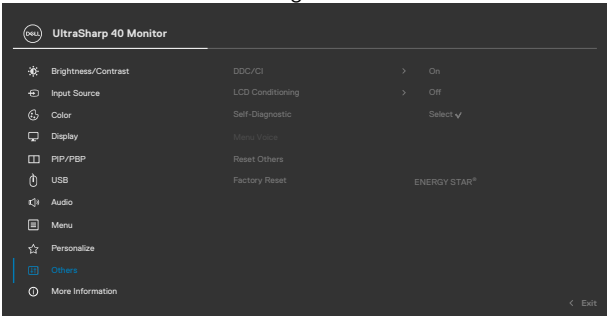 DELL UltraSharp 40 Monitor
Brightness/Contrast DDC/CI > On
Input Source LCD Conditioning > Off
Color Self-Diagnostic Select ✓
Display Menu Voice
PIP/PBP Reset Others
USB Factory Reset ENERGY STAR®
Audio
Menu
Personalize
Others
More Information
< Exit